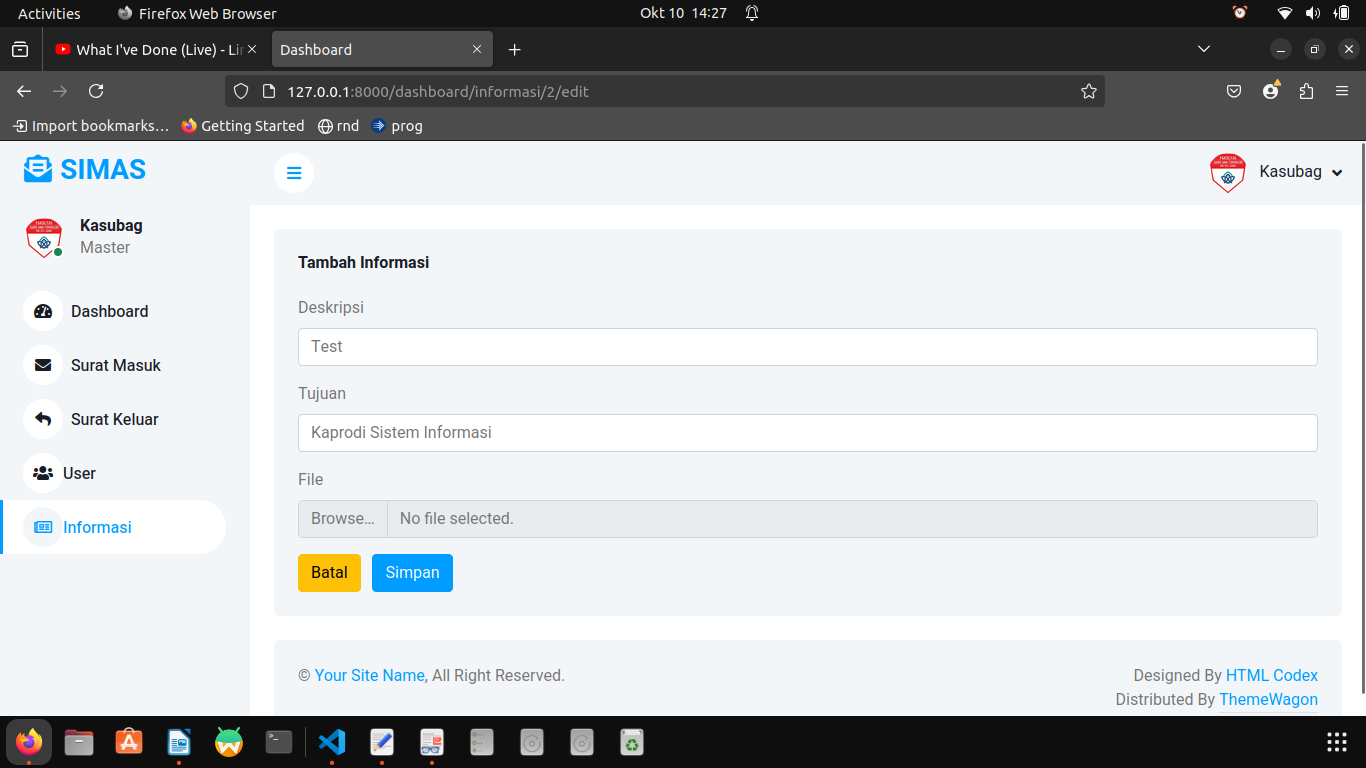 Activities
Firefox Web Browser
Okt 10 14:27
What I've Done (Live) - Lin
Dashboard
127.0.0.1:8000/dashboard/informasi/2/edit
Import bookmarks…
Getting Started
rnd
prog
SIMAS
Kasubag
Kasubag
Master
Dashboard
Surat Masuk
Surat Keluar
User
Informasi
Tambah Informasi
Deskripsi
Test
Tujuan
Kaprodi Sistem Informasi
File
Browse… No file selected.
Batal
Simpan
© Your Site Name, All Right Reserved.
Designed By HTML Codex
Distributed By ThemeWagon